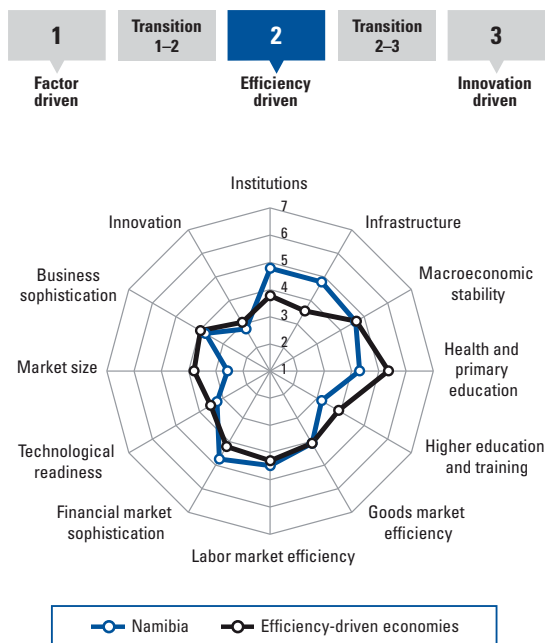 1
Transition
1–2
2
Transition
2–3
3
Factor
driven
Efficiency
driven
Innovation
driven
Institutions
7
Innovation
Infrastructure
6
Business
sophistication
5
Macroeconomic
stability
4
3
2
Market size
1
Health and
primary
education
Technological
readiness
Higher education
and training
Financial market
sophistication
Goods market
efficiency
Labor market efficiency
Namibia
Efficiency-driven economies